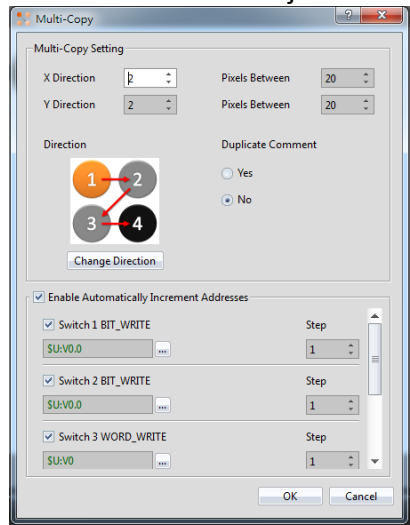 Multi-Copy
Multi-Copy Setting
X Direction 2 Pixels Between 20
Y Direction 2 Pixels Between 20
Direction Duplicate Comment
1 2
3 4
Yes
No
Change Direction
Enable Automatically Increment Addresses
Switch 1 BIT_WRITE Step
$U:V0.0 ... 1
Switch 2 BIT_WRITE Step
$U:V0.0 ... 1
Switch 3 WORD_WRITE Step
$U:V0 ... 1
OK Cancel